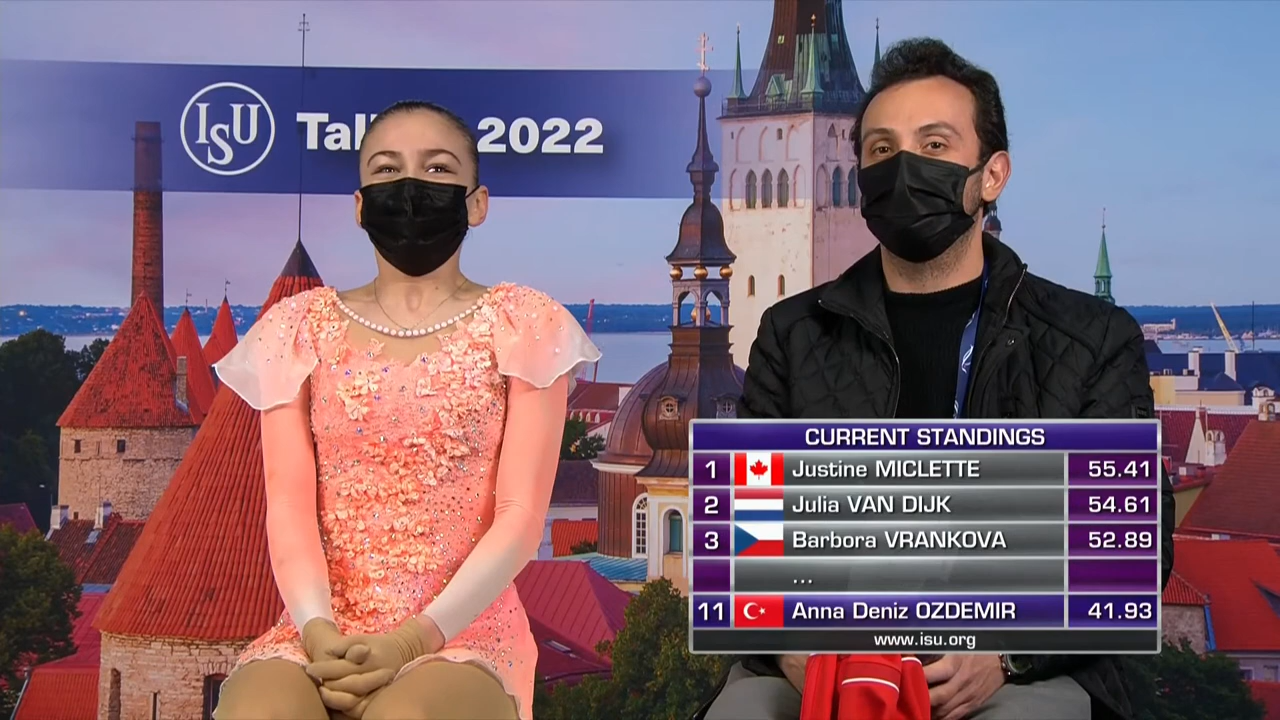 ISU
Tal 2022
CURRENT STANDINGS
1 Justine MICLETTE 55.41
2 Julia VAN DIJK 54.61
3 Barbora VRANKOVA 52.89
...
11 Anna Deniz OZDEMIR 41.93
www.isu.org